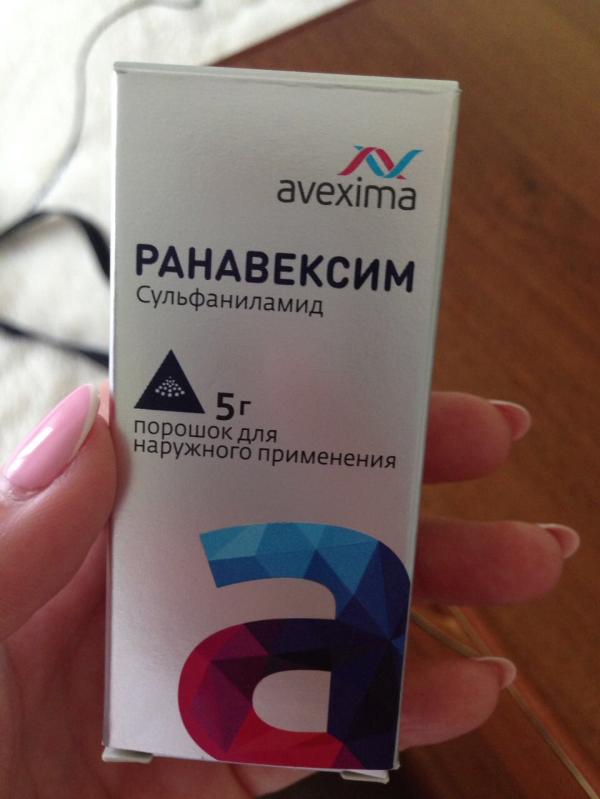 avexima
РАНАВЕКСИМ
Сульфаниламид
5г
порошок для
наружного применения